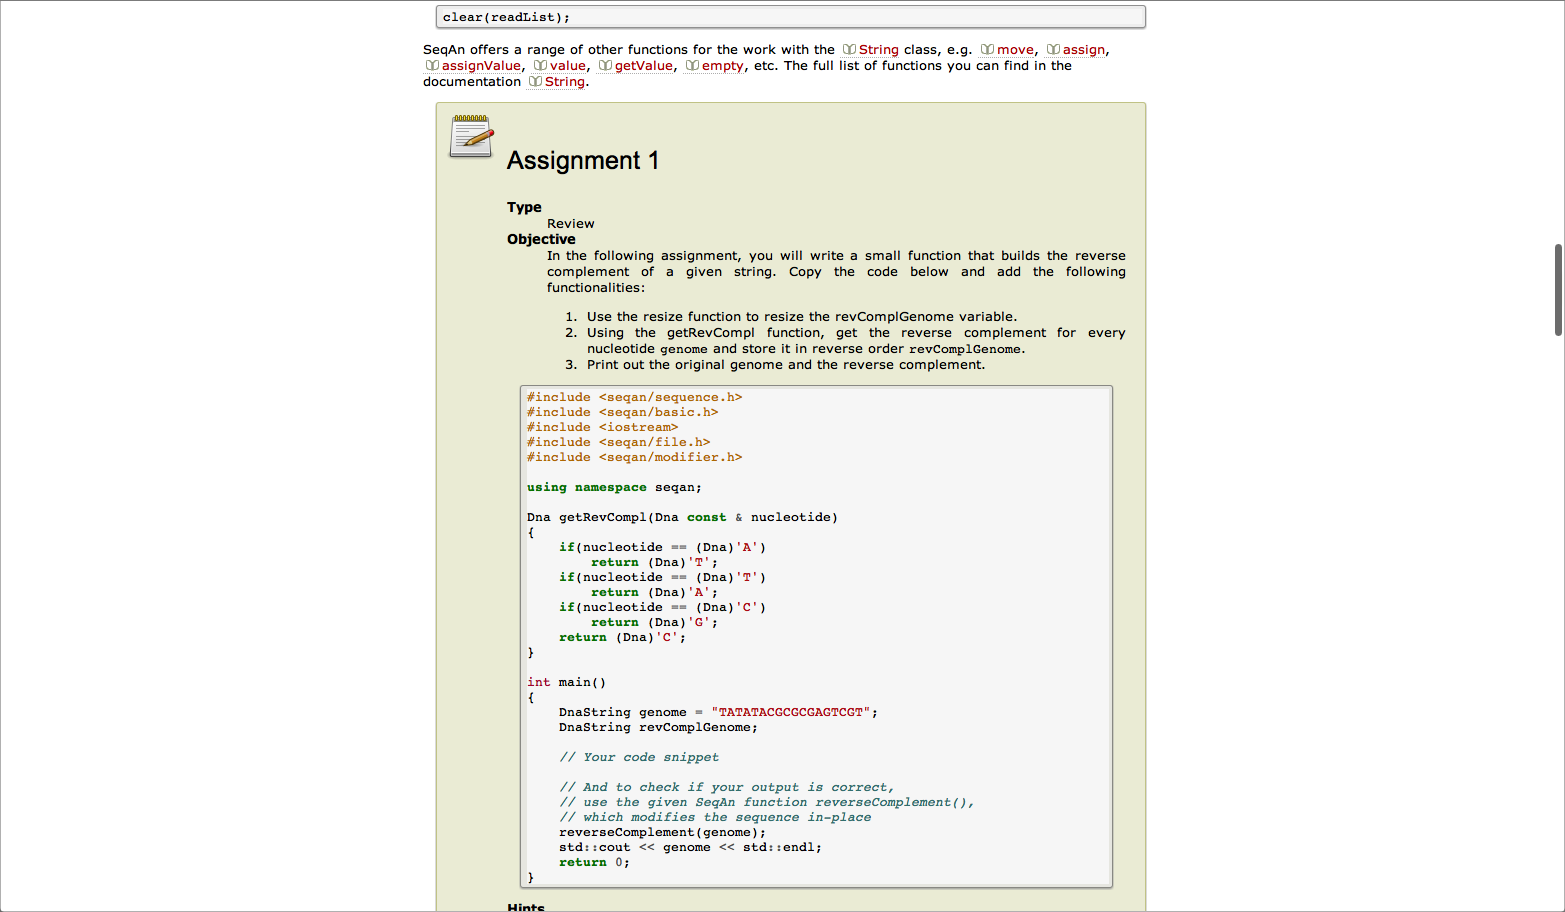 clear(readList);
SeqAn offers a range of other functions for the work with the String class, e.g. move, assign,
assignValue, value, getValue, empty, etc. The full list of functions you can find in the
documentation String.
Assignment 1
Type
Review
Objective
In the following assignment, you will write a small function that builds the reverse
complement of a given string. Copy the code below and add the following
functionalities:
1. Use the resize function to resize the revComplGenome variable.
2. Using the getRevCompl function, get the reverse complement for every
nucleotide genome and store it in reverse order revComplGenome.
3. Print out the original genome and the reverse complement.
#include <seqan/sequence.h>
#include <seqan/basic.h>
#include <iostream>
#include <seqan/file.h>
#include <seqan/modifier.h>
using namespace seqan;
Dna getRevCompl(Dna const & nucleotide)
{
if(nucleotide == (Dna)'A')
return (Dna)'T';
if(nucleotide == (Dna)'T')
return (Dna)'A';
if(nucleotide == (Dna)'C')
return (Dna)'G';
return (Dna)'C';
}
int main()
{
DnaString genome = "TATATACGCGCGAGTCGT";
DnaString revComplGenome;
// Your code snippet
// And to check if your output is correct,
// use the given SeqAn function reverseComplement(),
// which modifies the sequence in-place
reverseComplement(genome);
std::cout << genome << std::endl;
return 0;
}
Hints